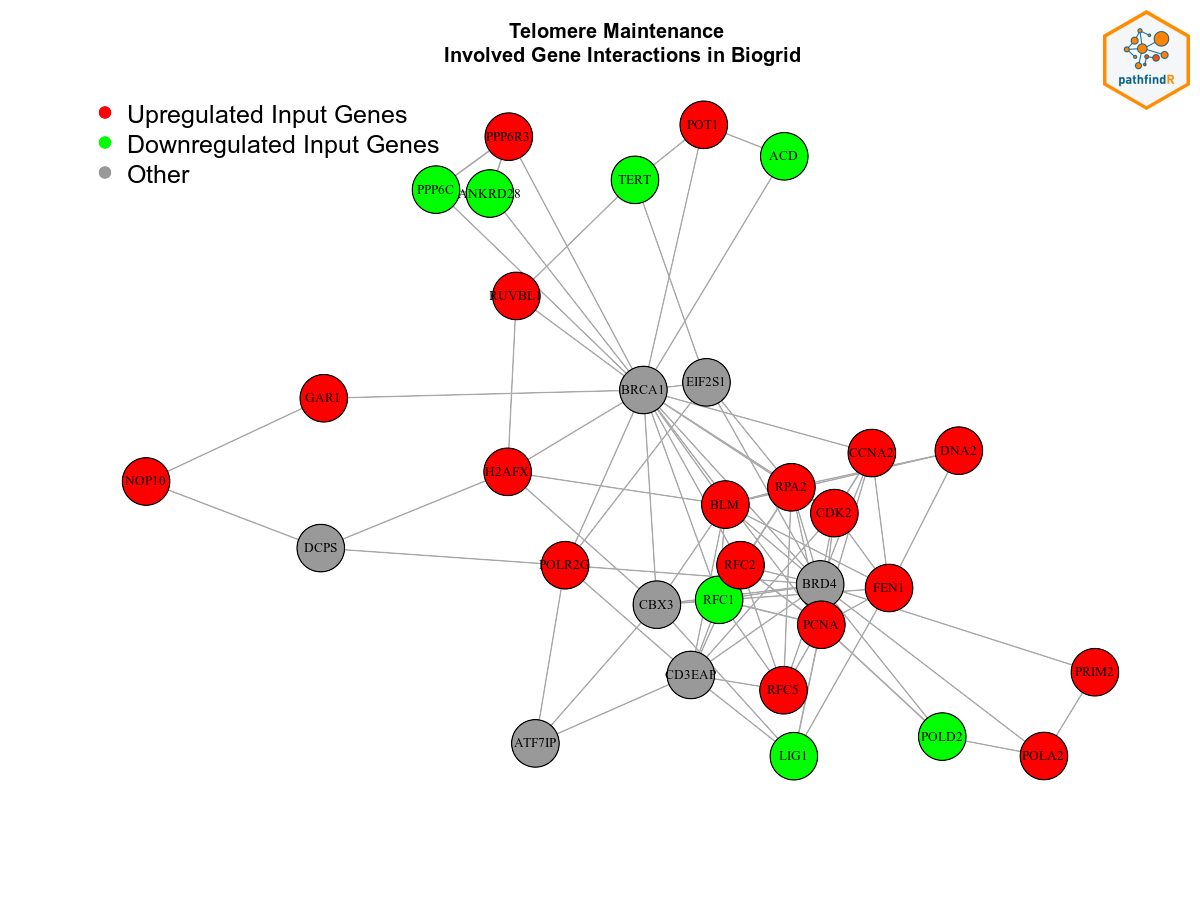 Telomere Maintenance
Involved Gene Interactions in Biogrid
pathfindR
Upregulated Input Genes
Downregulated Input Genes
Other
PPP6R3
POT1
ACD
PPP6C
ANKRD28
TERT
RUVBL1
BRCA1
EIF2S1
GAR1
CCNA2
DNA2
H2AFX
NOP10
RPA2
BLM
CDK2
DCPS
POLR2G
RFC2
BRD4
FEN1
CBX3
RFC1
PCNA
CD3EAP
RFC5
PRIM2
ATF7IP
LIG1
POLD2
POLA2